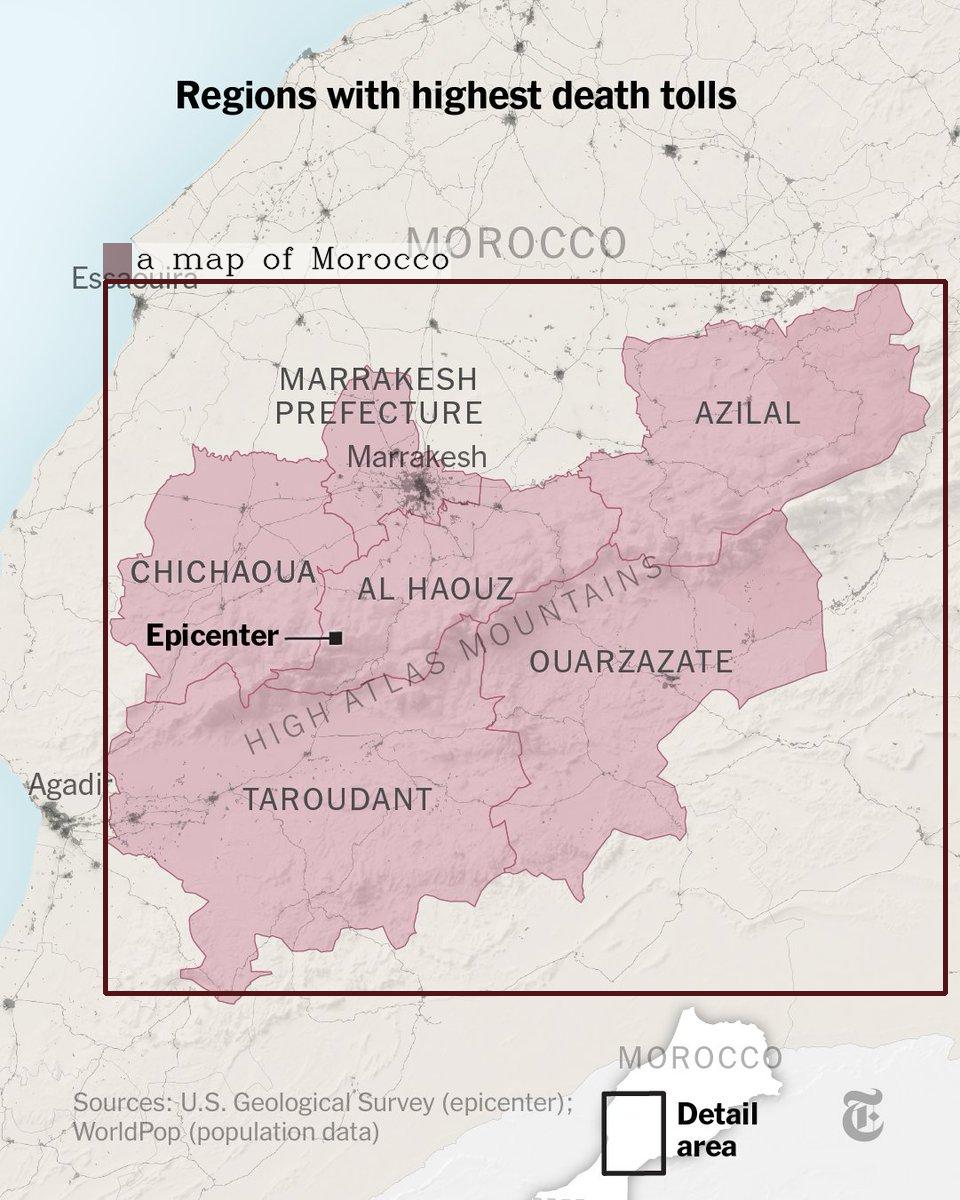 Regions with highest death tolls
MOROCCO
a map of Morocco
Essaouira
MARRAKESH
PREFECTURE
AZILAL
Marrakesh
CHICHAOUA
AL HAOUZ
Epicenter
HIGH ATLAS MOUNTAINS
OUARZAZATE
Agadir
TAROUDANT
MOROCCO
Sources: U.S. Geological Survey (epicenter);
WorldPop (population data)
Detail
area
T